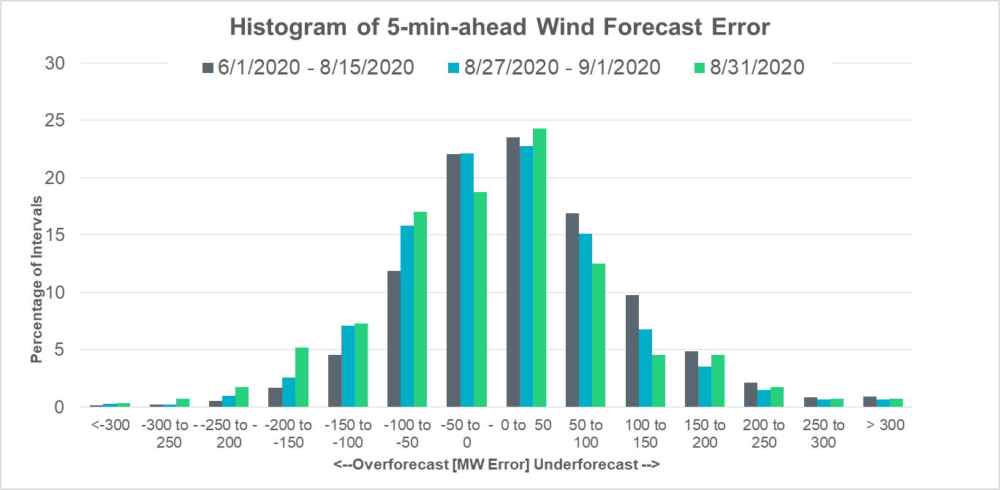 Histogram of 5-min-ahead Wind Forecast Error
6/1/2020 - 8/15/2020 8/27/2020 - 9/1/2020 8/31/2020
30
25
20
15
10
5
0
Percentage of Intervals
<-300 -300 to - -250 to - -200 to -150 to -100 to -50 to - 0 to 50 50 to 100 to 150 to 200 to 250 to > 300
250 200 -150 -100 -50 0 100 150 200 250 300
<--Overforecast [MW Error] Underforecast -->